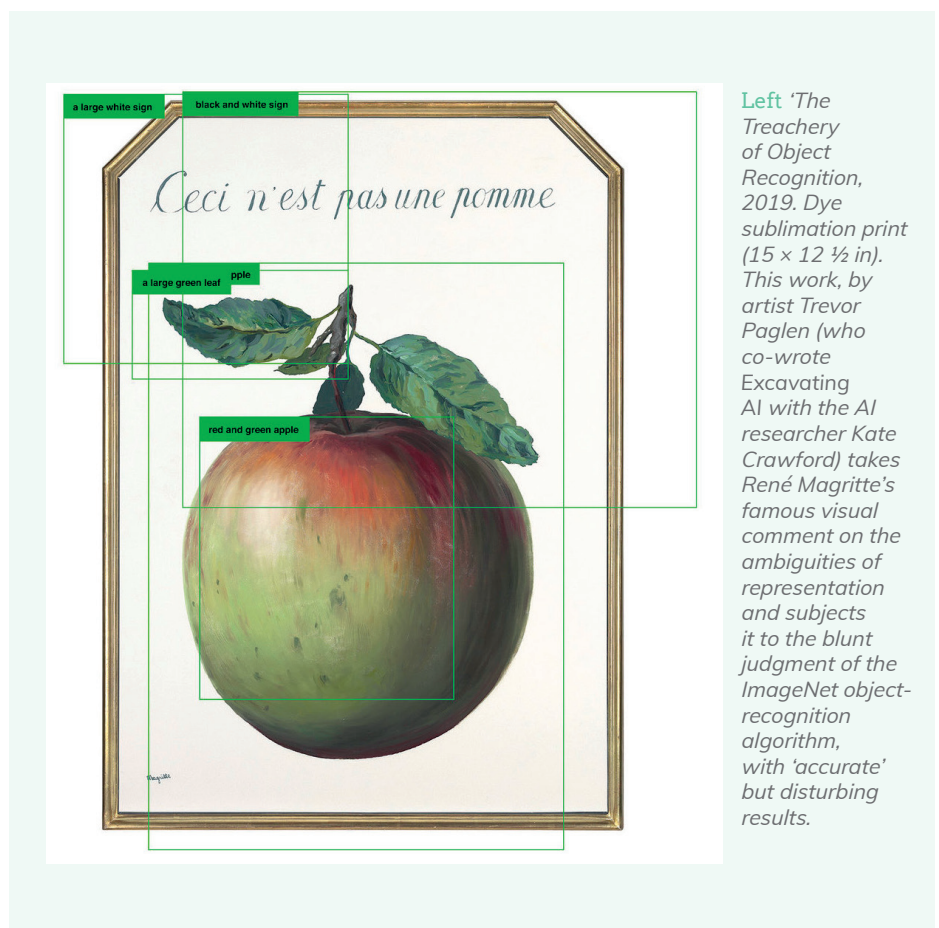 a large white sign
black and white sign
Ceci n'est pas une pomme
pple
a large green leaf
red and green apple
Magritte
Left ‘The
Treachery
of Object
Recognition,
2019. Dye
sublimation print
(15 × 12 ½ in).
This work, by
artist Trevor
Paglen (who
co-wrote
Excavating
AI with the AI
researcher Kate
Crawford) takes
René Magritte’s
famous visual
comment on the
ambiguities of
representation
and subjects
it to the blunt
judgment of the
ImageNet object-
recognition
algorithm,
with ‘accurate’
but disturbing
results.